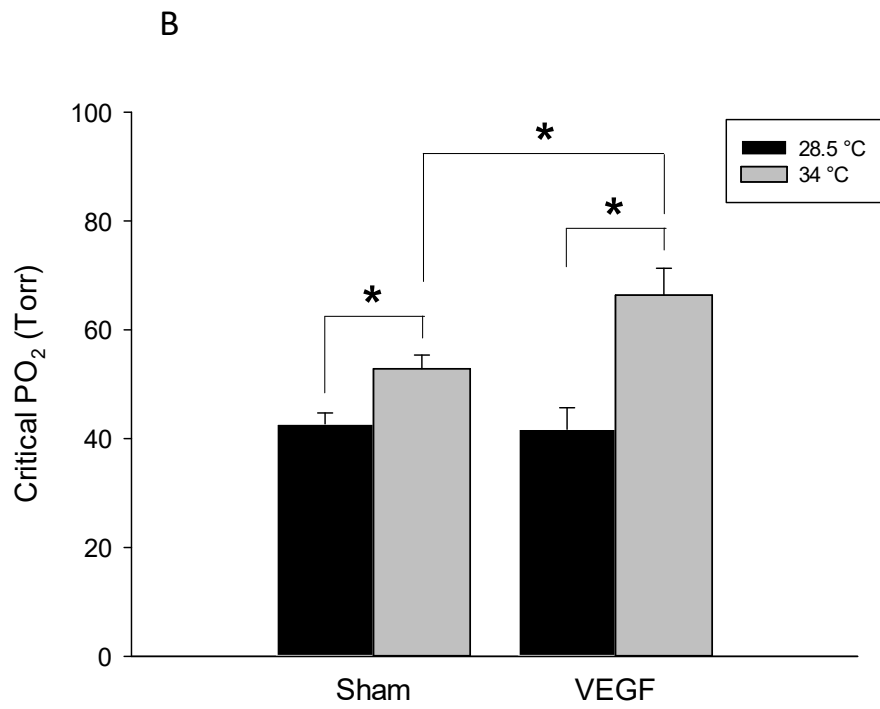 B
100
80
60
40
20
0
Critical PO₂ (Torr)
*
*
*
28.5 °C
34 °C
Sham
VEGF